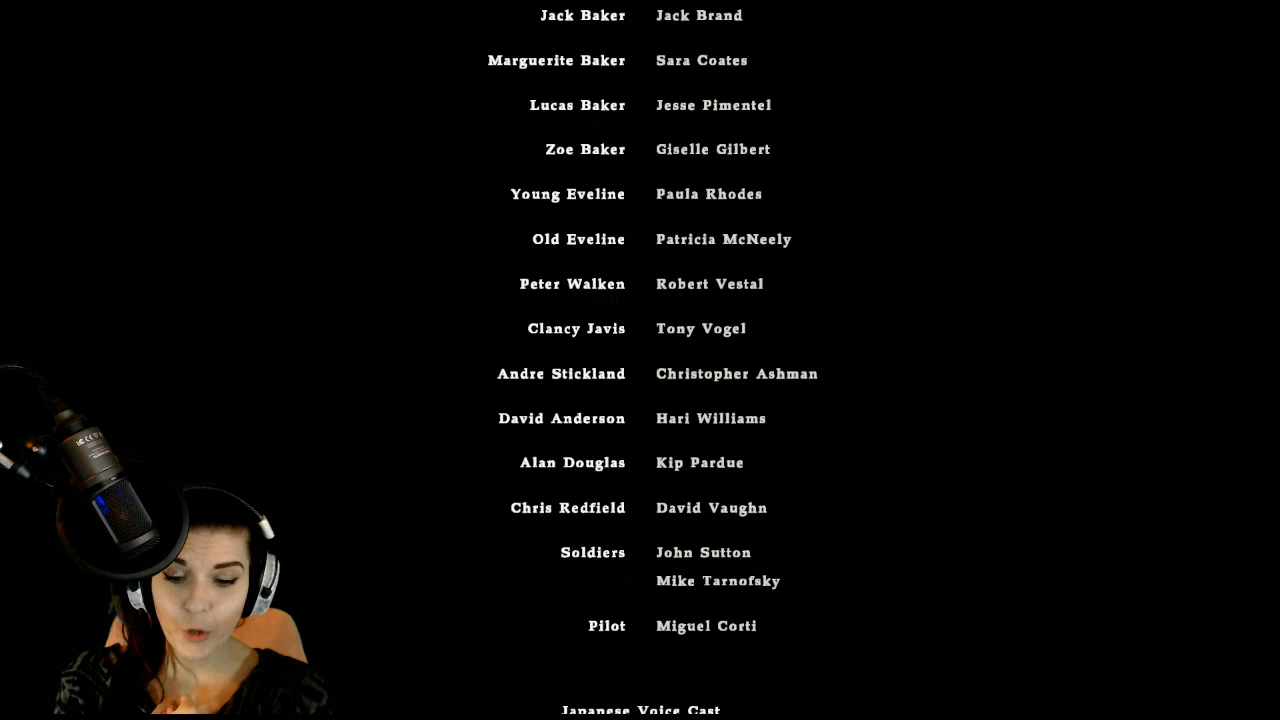 Jack Baker Jack Brand
Marguerite Baker Sara Coates
Lucas Baker Jesse Pimentel
Zoe Baker Giselle Gilbert
Young Eveline Paula Rhodes
Old Eveline Patricia McNeely
Peter Walken Robert Vestal
Clancy Javis Tony Vogel
Andre Stickland Christopher Ashman
David Anderson Hari Williams
Alan Douglas Kip Pardue
Chris Redfield David Vaughn
Soldiers John Sutton
Mike Tarnofsky
Pilot Miguel Corti
Japanese Voice Cast